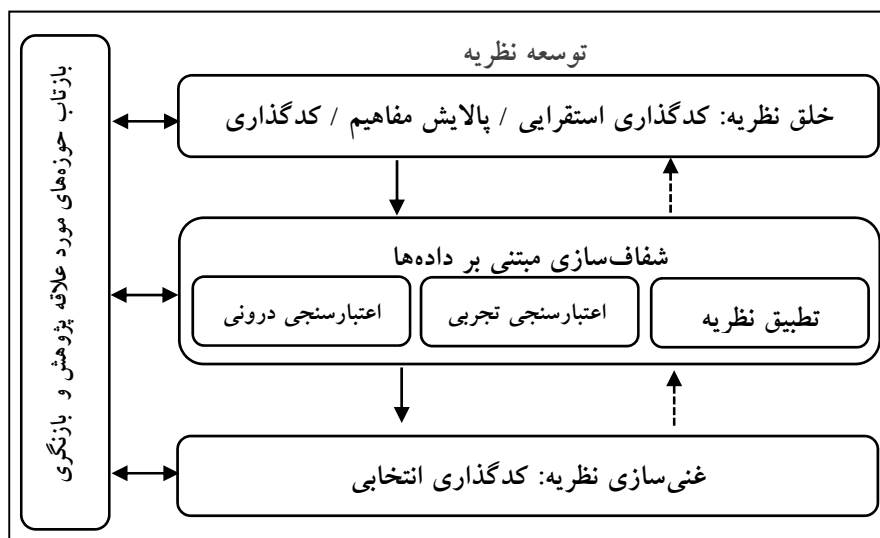 توسعه نظریه
خلق نظریه: کدگذاری استقرایی / پالایش مفاهیم / کدگذاری
شفاف‌سازی مبتنی بر داده‌ها
تطبیق نظریه
اعتبارسنجی تجربی
اعتبارسنجی درونی
غنی‌سازی نظریه: کدگذاری انتخابی
بازتاب حوزه‌های مورد علاقه پژوهش و بازنگری